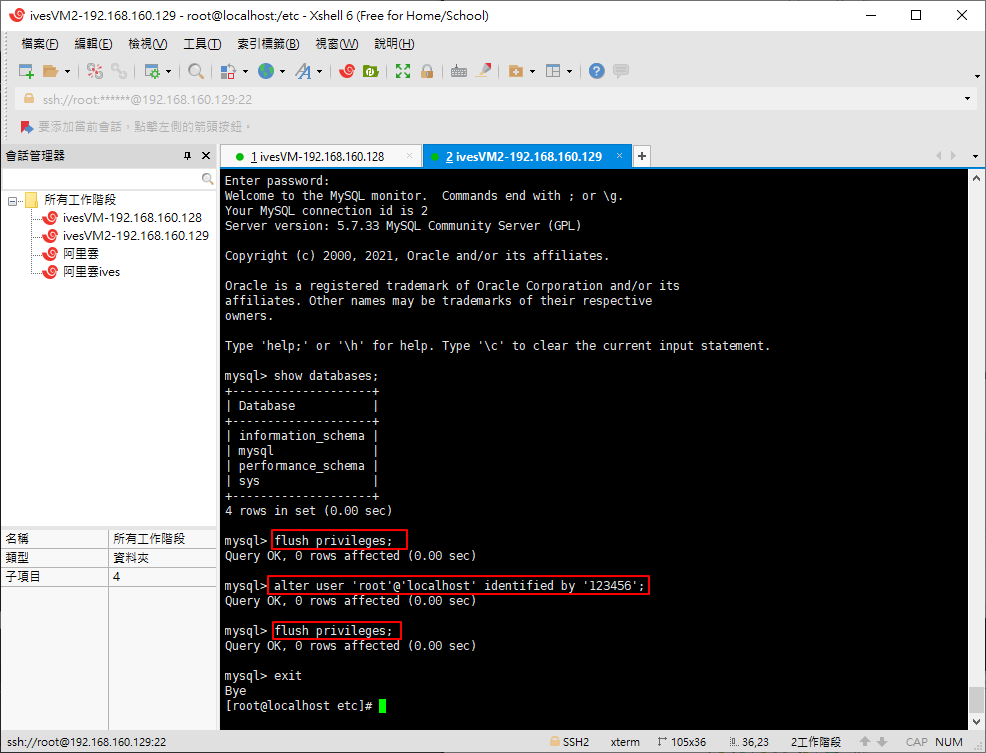 ivesVM2-192.168.160.129 - root@localhost:/etc - Xshell 6 (Free for Home/School)
檔案(F) 編輯(E) 檢視(V) 工具(T) 索引標籤(B) 視窗(W) 說明(H)
ssh://root:******@192.168.160.129:22
要添加當前會話，點擊左側的箭頭按鈕。
會話管理器
1 ivesVM-192.168.160.128 × 2 ivesVM2-192.168.160.129 × +
所有工作階段
ivesVM-192.168.160.128
ivesVM2-192.168.160.129
阿里雲
阿里雲ives
名稱 所有工作階段
類型 資料夾
子項目 4
Enter password:
Welcome to the MySQL monitor.  Commands end with ; or \g.
Your MySQL connection id is 2
Server version: 5.7.33 MySQL Community Server (GPL)
Copyright (c) 2000, 2021, Oracle and/or its affiliates.
Oracle is a registered trademark of Oracle Corporation and/or its
affiliates. Other names may be trademarks of their respective
owners.
Type 'help;' or '\h' for help. Type '\c' to clear the current input statement.
mysql> show databases;
+--------------------+
| Database           |
+--------------------+
| information_schema |
| mysql              |
| performance_schema |
| sys                |
+--------------------+
4 rows in set (0.00 sec)
mysql> flush privileges;
Query OK, 0 rows affected (0.00 sec)
mysql> alter user 'root'@'localhost' identified by '123456';
Query OK, 0 rows affected (0.00 sec)
mysql> flush privileges;
Query OK, 0 rows affected (0.00 sec)
mysql> exit
Bye
[root@localhost etc]#
ssh://root@192.168.160.129:22 SSH2 xterm 105x36 36,23 2工作階段 CAP NUM